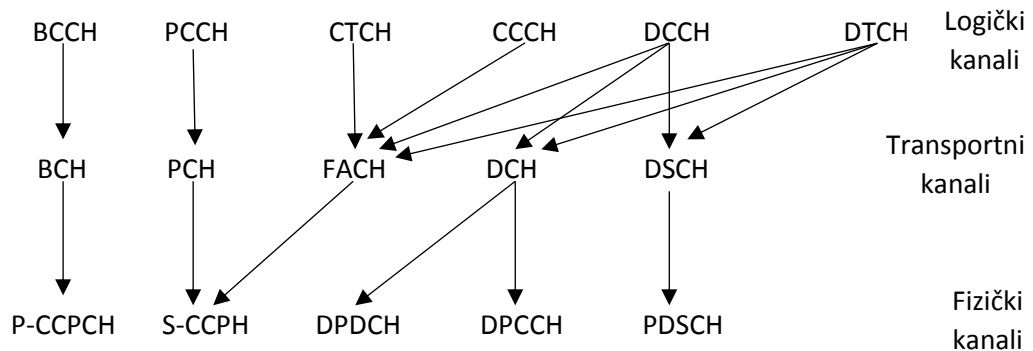 BCCH PCCH CTCH CCCH DCCH DTCH Logički
kanali
BCH PCH FACH DCH DSCH Transportni
kanali
P-CCPCH S-CCPH DPDCH DPCCH PDSCH Fizički
kanali